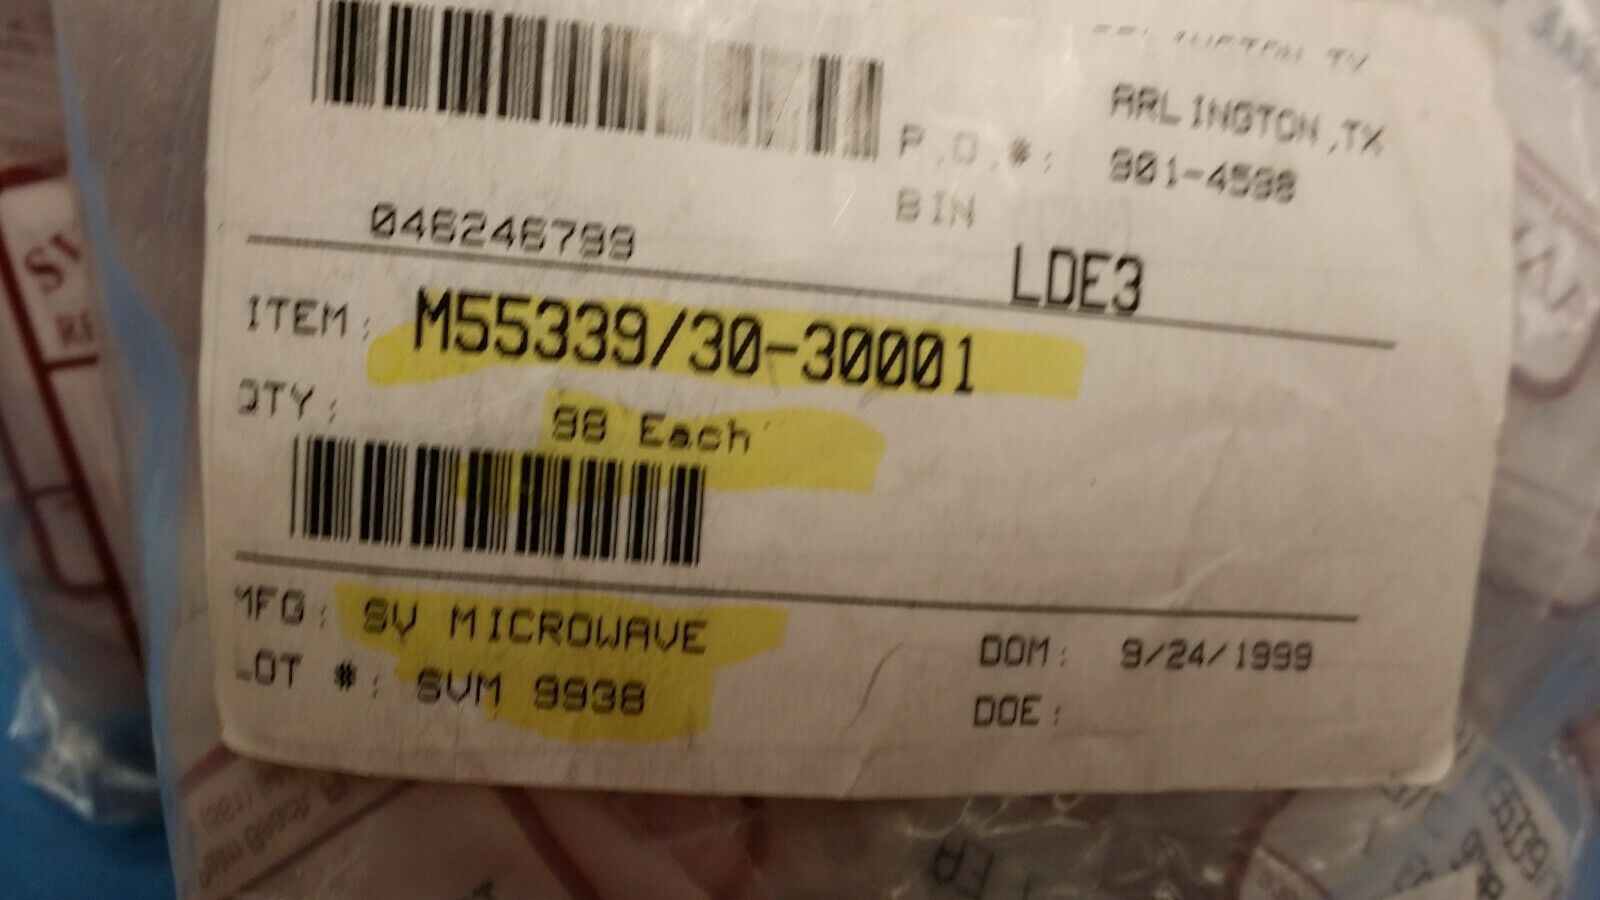 ARLINGTON, TX
P.O.#: 901-4598
BIN
LDE3
046246799
ITEM: M55339/30-30001
QTY: 98 Each
MFG: SV MICROWAVE
DOM: 9/24/1999
LOT #: SVM 9938
DOE: